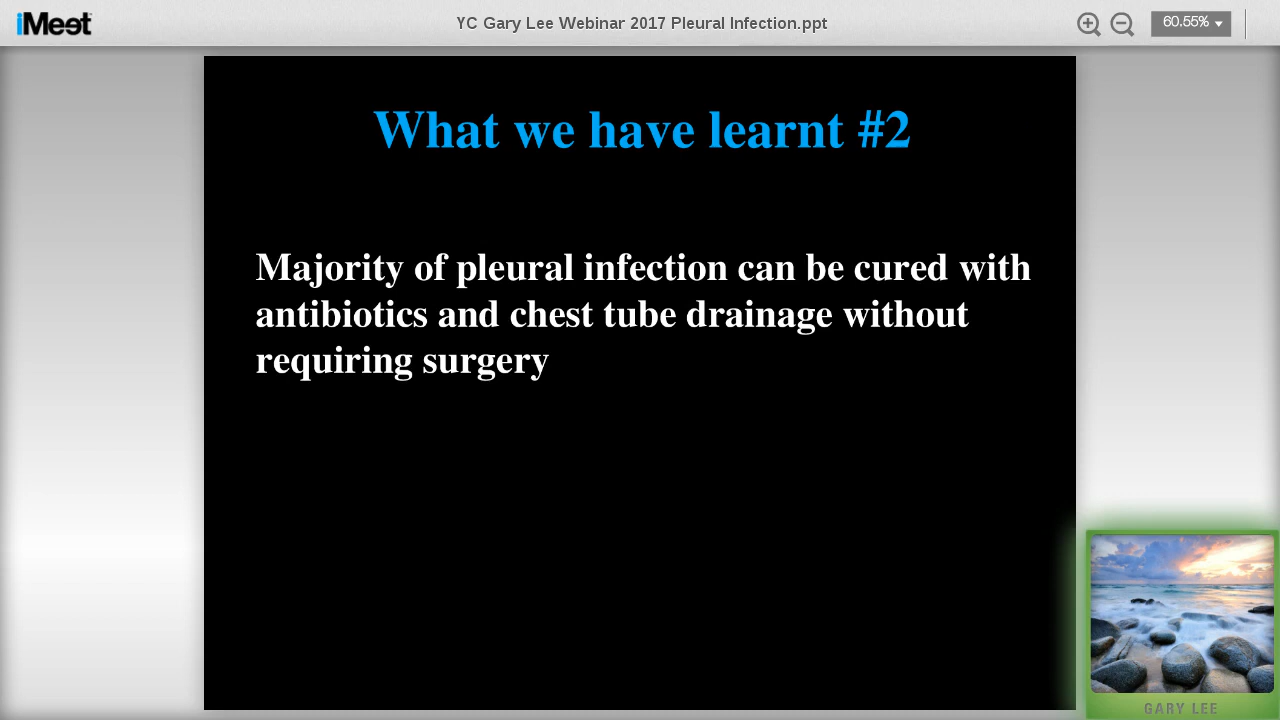 iMeet
YC Gary Lee Webinar 2017 Pleural Infection.ppt
60.55%
What we have learnt #2
Majority of pleural infection can be cured with
antibiotics and chest tube drainage without
requiring surgery
GARY LEE